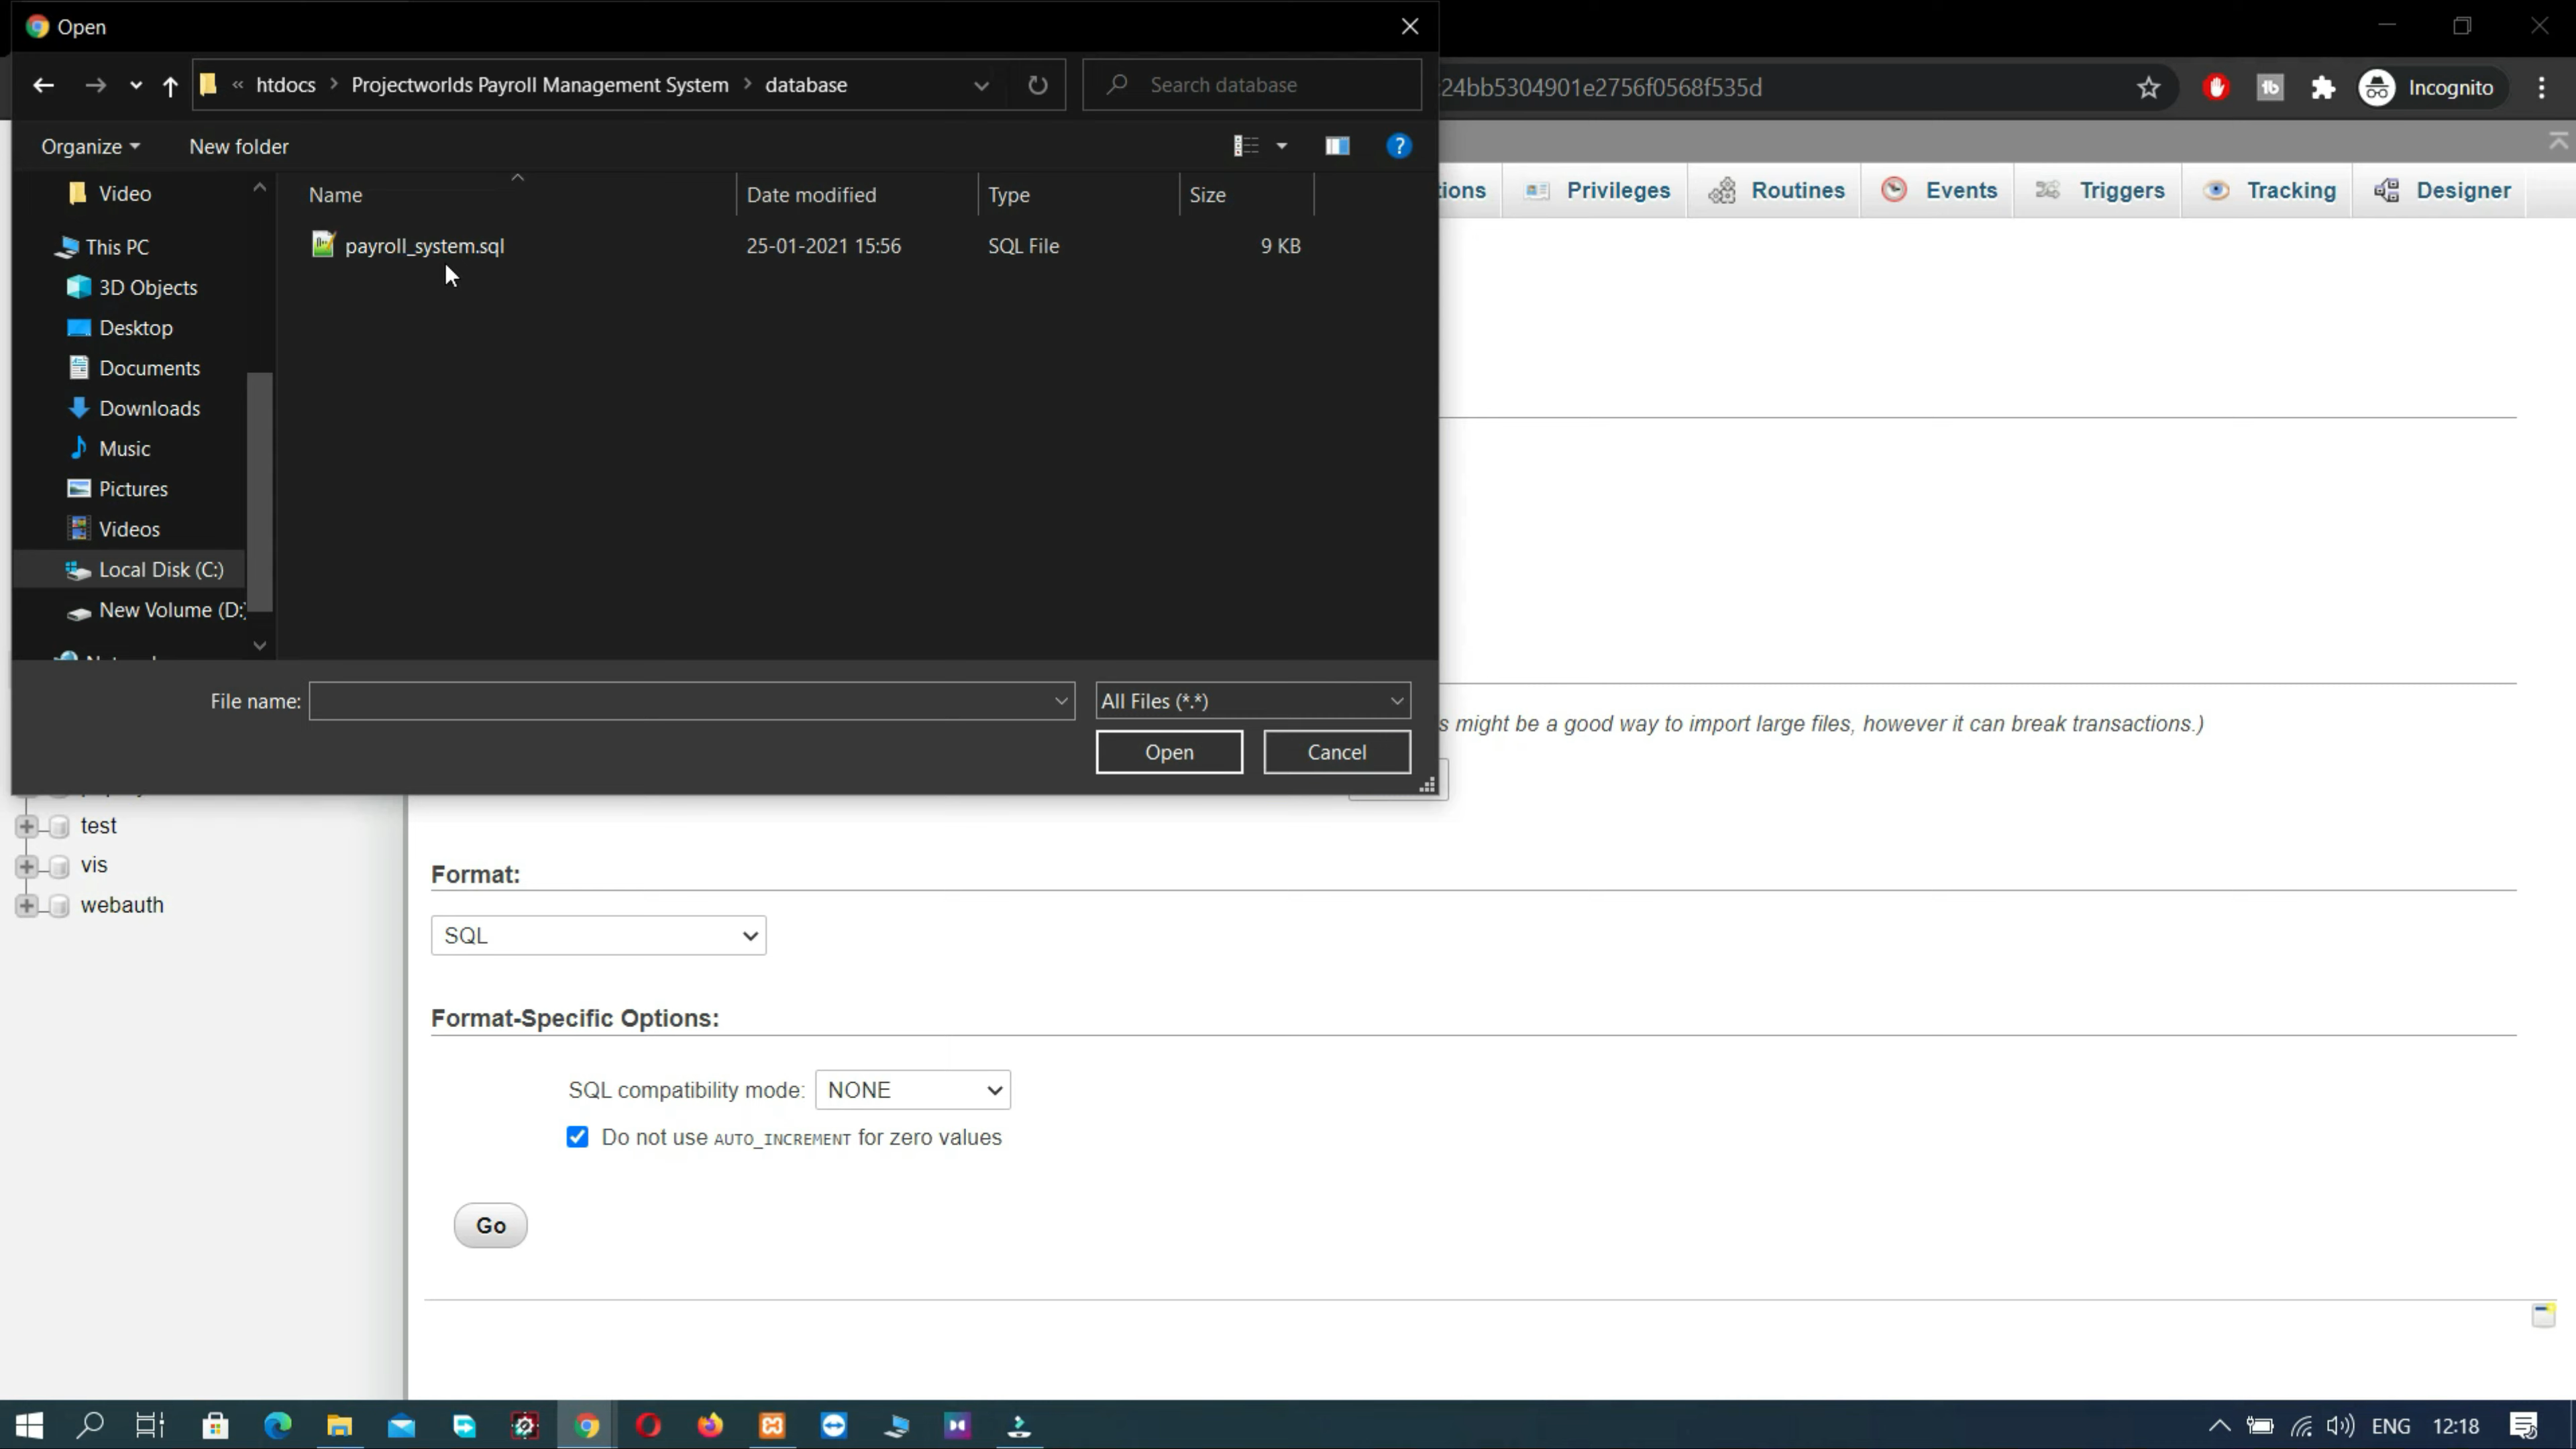 Open
« htdocs > Projectworlds Payroll Management System > database
Search database
24bb5304901e2756f0568f535d
Incognito
Organize
New folder
Privileges
Routines
Events
Triggers
Tracking
Designer
Name
Date modified
Type
Size
payroll_system.sql
25-01-2021 15:56
SQL File
9 KB
Video
This PC
3D Objects
Desktop
Documents
Downloads
Music
Pictures
Videos
Local Disk (C:)
New Volume (D:
File name:
All Files (*.*)
s might be a good way to import large files, however it can break transactions.)
Open
Cancel
test
vis
webauth
Format:
SQL
Format-Specific Options:
SQL compatibility mode: NONE
Do not use AUTO_INCREMENT for zero values
Go
ENG
12:18